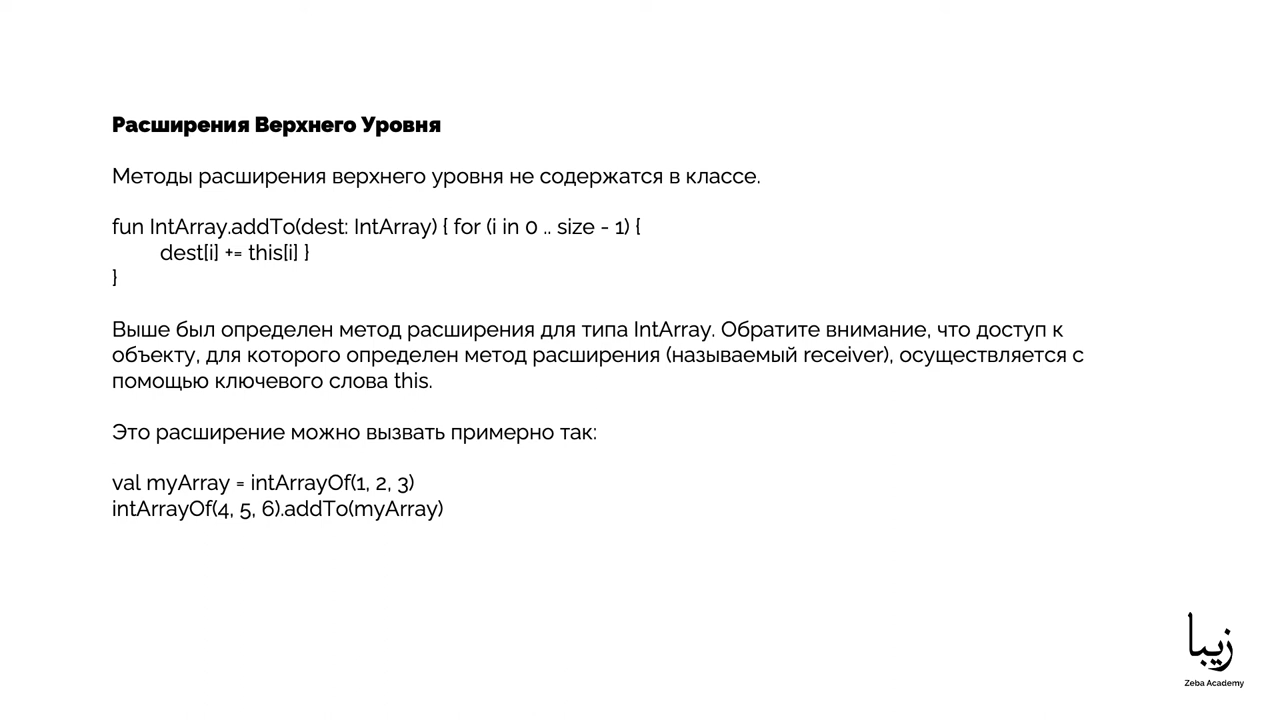 Расширения Верхнего Уровня
Методы расширения верхнего уровня не содержатся в классе.
fun IntArray.addTo(dest: IntArray) { for (i in 0 .. size - 1) {
dest[i] += this[i] }
}
Выше был определен метод расширения для типа IntArray. Обратите внимание, что доступ к
объекту, для которого определен метод расширения (называемый receiver), осуществляется с
помощью ключевого слова this.
Это расширение можно вызвать примерно так:
val myArray = intArrayOf(1, 2, 3)
intArrayOf(4, 5, 6).addTo(myArray)
زیبا
Zeba Academy